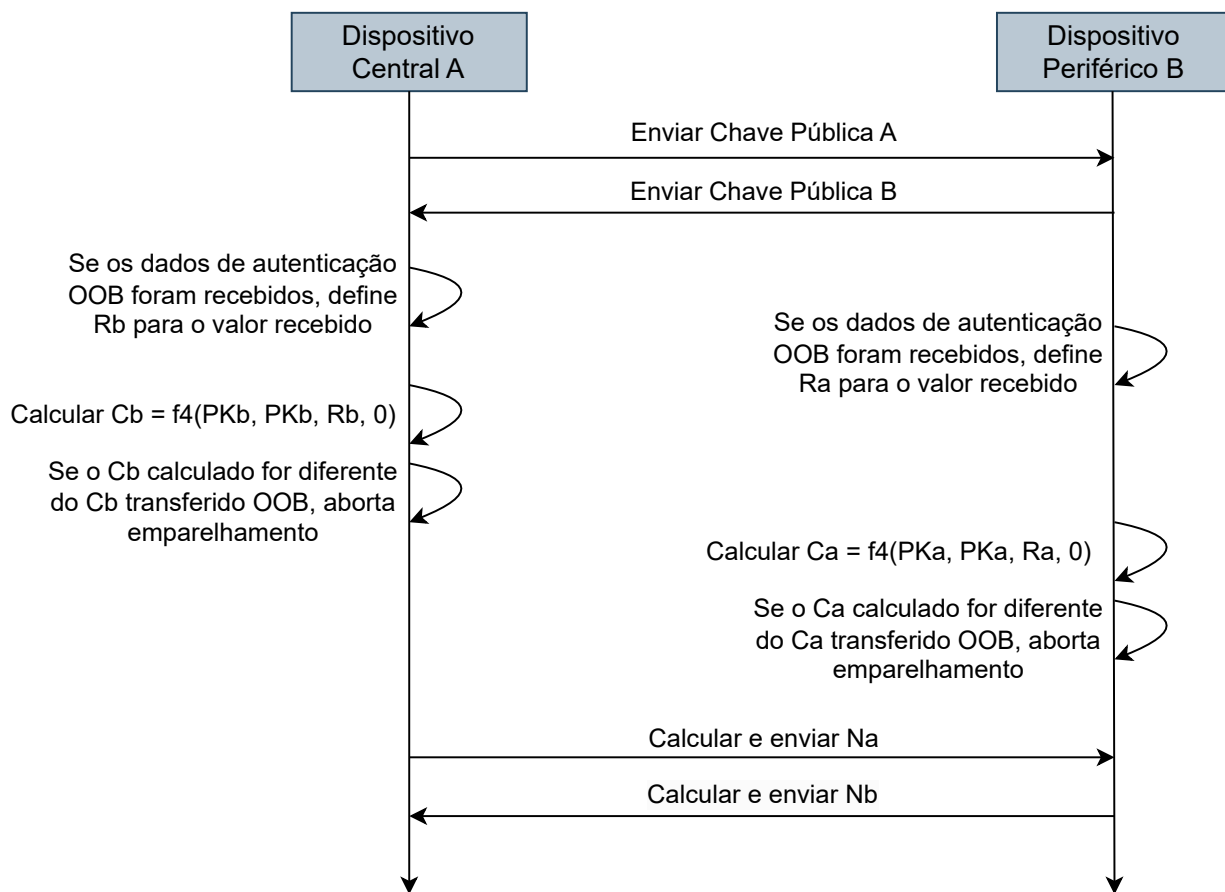 Dispositivo
Central A
Dispositivo
Periférico B
Enviar Chave Pública A
Enviar Chave Pública B
Se os dados de autenticação
OOB foram recebidos, define
Rb para o valor recebido
Se os dados de autenticação
OOB foram recebidos, define
Ra para o valor recebido
Calcular Cb = f4(PKb, PKb, Rb, 0)
Se o Cb calculado for diferente
do Cb transferido OOB, aborta
emparelhamento
Calcular Ca = f4(PKa, PKa, Ra, 0)
Se o Ca calculado for diferente
do Ca transferido OOB, aborta
emparelhamento
Calcular e enviar Na
Calcular e enviar Nb